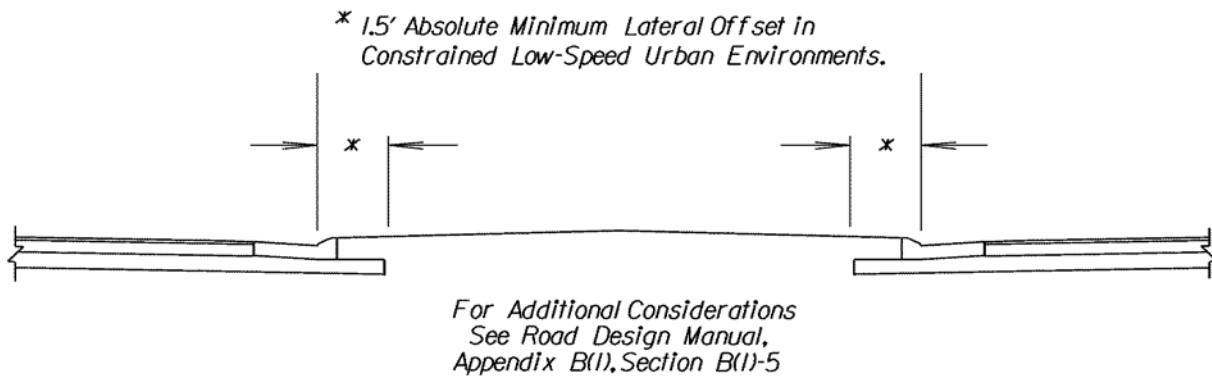 * 1.5' Absolute Minimum Lateral Offset in
Constrained Low-Speed Urban Environments.
* *
For Additional Considerations
See Road Design Manual,
Appendix B(1), Section B(1)-5